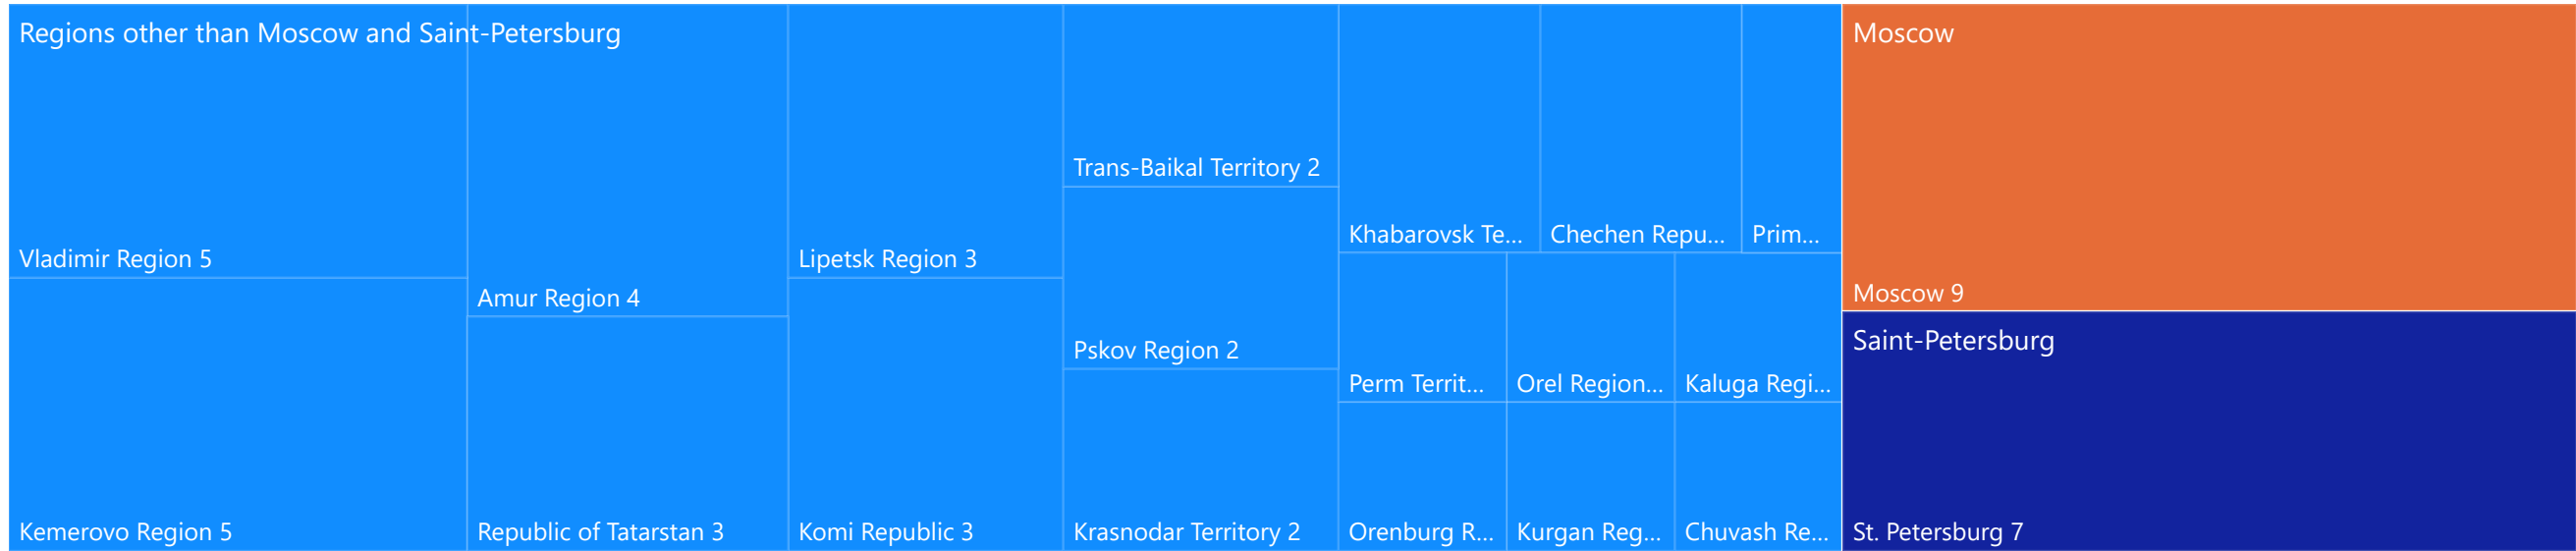 Regions other than Moscow and Saint-Petersburg
Vladimir Region 5
Kemerovo Region 5
Amur Region 4
Republic of Tatarstan 3
Lipetsk Region 3
Komi Republic 3
Trans-Baikal Territory 2
Pskov Region 2
Krasnodar Territory 2
Khabarovsk Te...
Chechen Repu...
Prim...
Perm Territ...
Orel Region...
Kaluga Regi...
Orenburg R...
Kurgan Reg...
Chuvash Re...
Moscow
Moscow 9
Saint-Petersburg
St. Petersburg 7